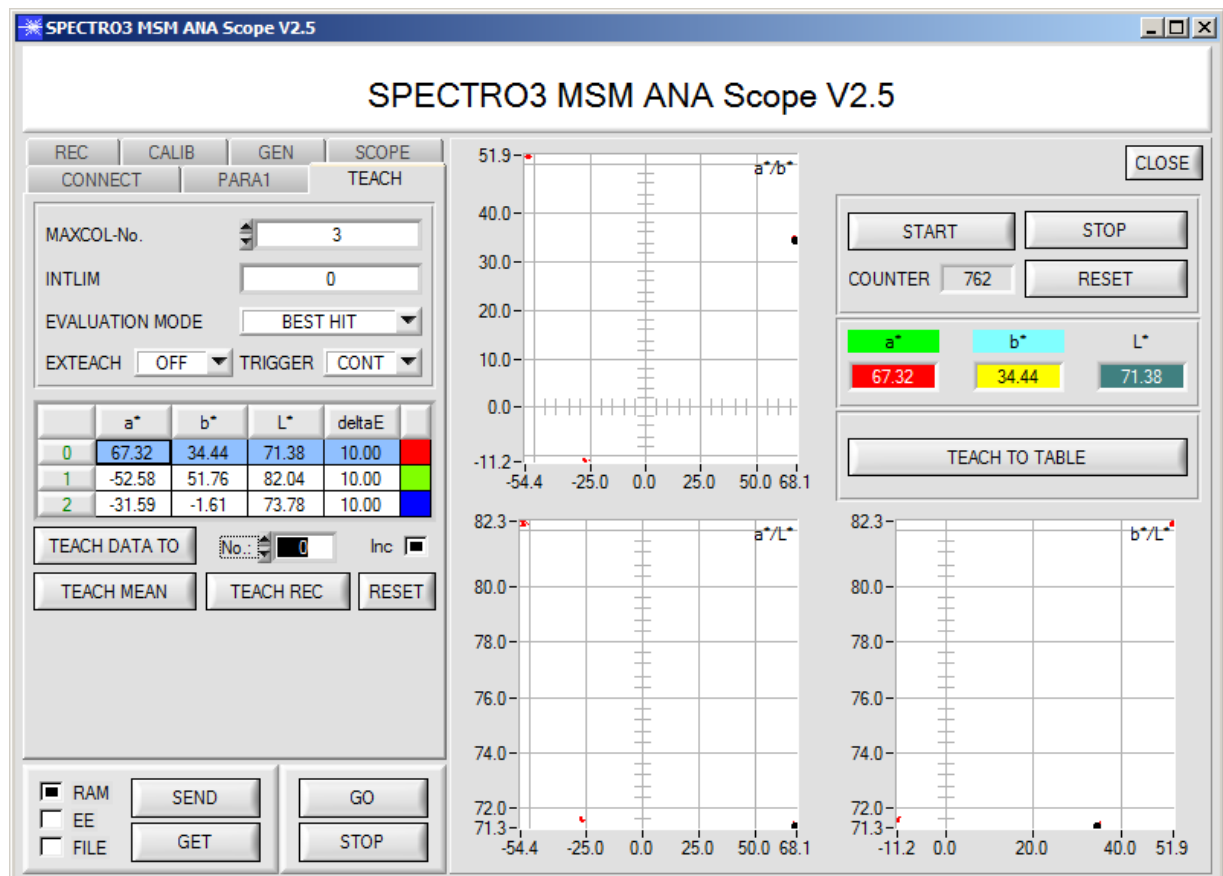 SPECTRO3 MSM ANA Scope V2.5
SPECTRO3 MSM ANA Scope V2.5
REC CALIB GEN SCOPE
CONNECT PARA1 TEACH
MAXCOL-No. 3
INTLIM 0
EVALUATION MODE BEST HIT
EXTEACH OFF TRIGGER CONT
a* b* L* deltaE
0 67.32 34.44 71.38 10.00
1 -52.58 51.76 82.04 10.00
2 -31.59 -1.61 73.78 10.00
TEACH DATA TO No.: 0 Inc
TEACH MEAN TEACH REC RESET
RAM SEND GO
EE
FILE GET STOP
a*/b*
51.9
40.0
30.0
20.0
10.0
0.0
-11.2
-54.4 -25.0 0.0 25.0 50.0 68.1
CLOSE
START STOP
COUNTER 762 RESET
a* b* L*
67.32 34.44 71.38
TEACH TO TABLE
a*/L*
82.3
80.0
78.0
76.0
74.0
72.0
71.3
-54.4 -25.0 0.0 25.0 50.0 68.1
b*/L*
82.3
80.0
78.0
76.0
74.0
72.0
71.3
-11.2 0.0 20.0 40.0 51.9